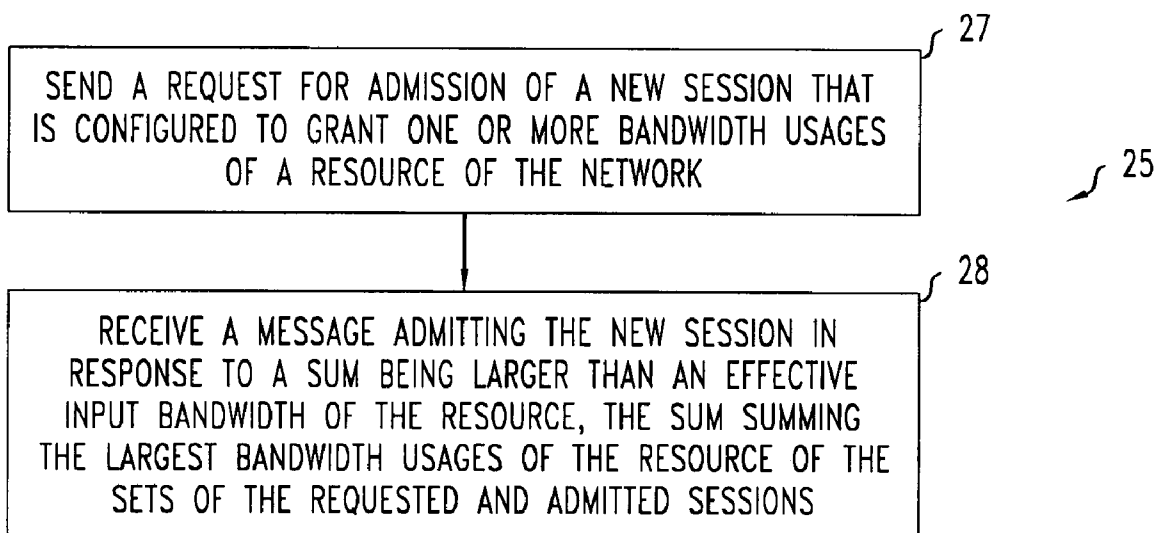 27
SEND A REQUEST FOR ADMISSION OF A NEW SESSION THAT
IS CONFIGURED TO GRANT ONE OR MORE BANDWIDTH USAGES
OF A RESOURCE OF THE NETWORK
25
28
RECEIVE A MESSAGE ADMITTING THE NEW SESSION IN
RESPONSE TO A SUM BEING LARGER THAN AN EFFECTIVE
INPUT BANDWIDTH OF THE RESOURCE, THE SUM SUMMING
THE LARGEST BANDWIDTH USAGES OF THE RESOURCE OF THE
SETS OF THE REQUESTED AND ADMITTED SESSIONS